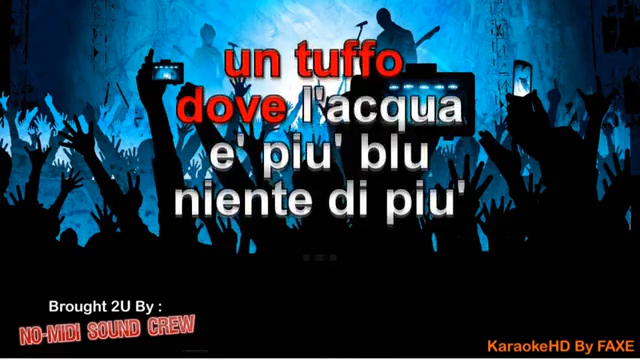 un tuffo
dove l'acqua
e' piu' blu
niente di piu'
Brought 2U By :
NO-MIDI SOUND CREW
KaraokeHD By FAXE